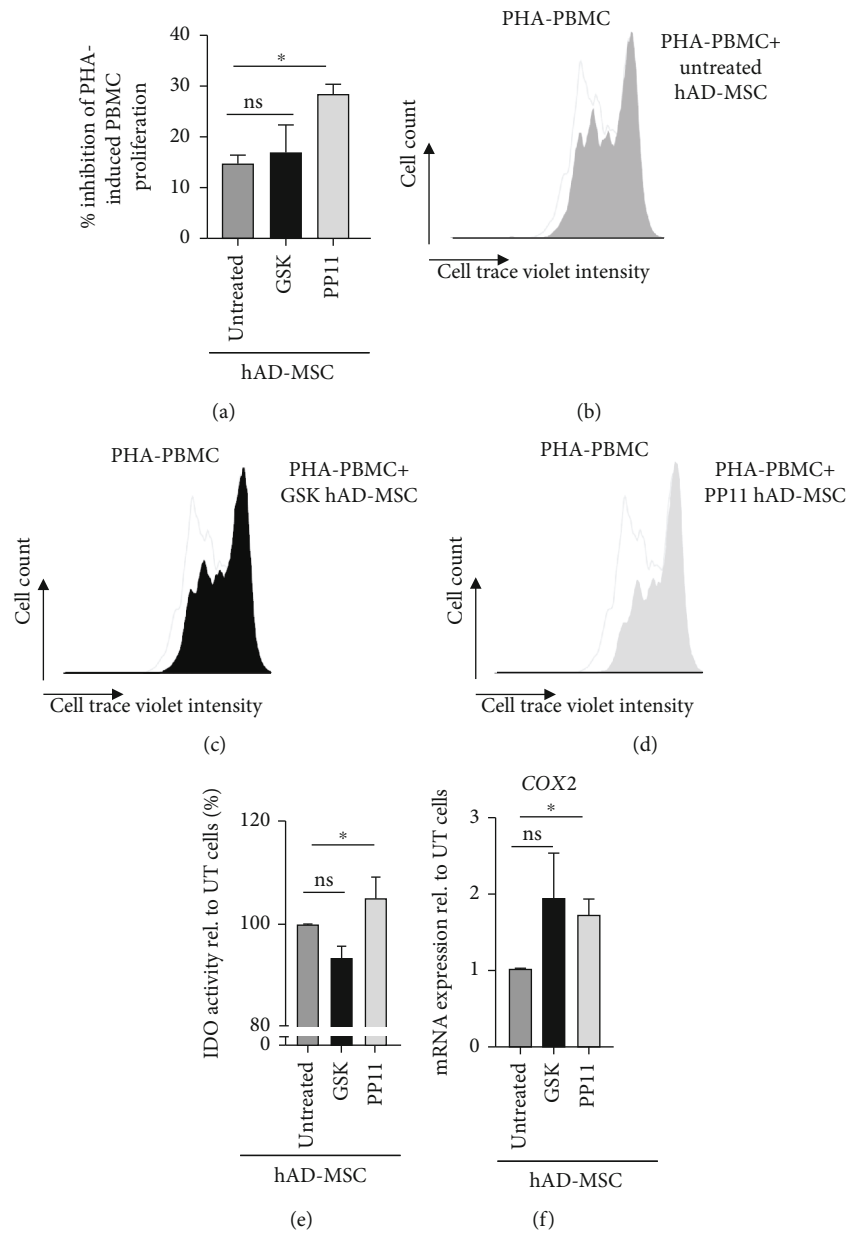 % inhibition of PHA-
induced PBMC
proliferation
40
30
20
10
0
*
ns
Untreated
GSK
PP11
hAD-MSC
(a)
PHA-PBMC
PHA-PBMC+
untreated
hAD-MSC
Cell count
Cell trace violet intensity
(b)
PHA-PBMC
PHA-PBMC+
GSK hAD-MSC
Cell count
Cell trace violet intensity
(c)
PHA-PBMC
PHA-PBMC+
PP11 hAD-MSC
Cell count
Cell trace violet intensity
(d)
IDO activity rel. to UT cells (%)
120
100
80
0
*
ns
Untreated
GSK
PP11
hAD-MSC
(e)
COX2
mRNA expression rel. to UT cells
3
2
1
0
*
ns
Untreated
GSK
PP11
hAD-MSC
(f)